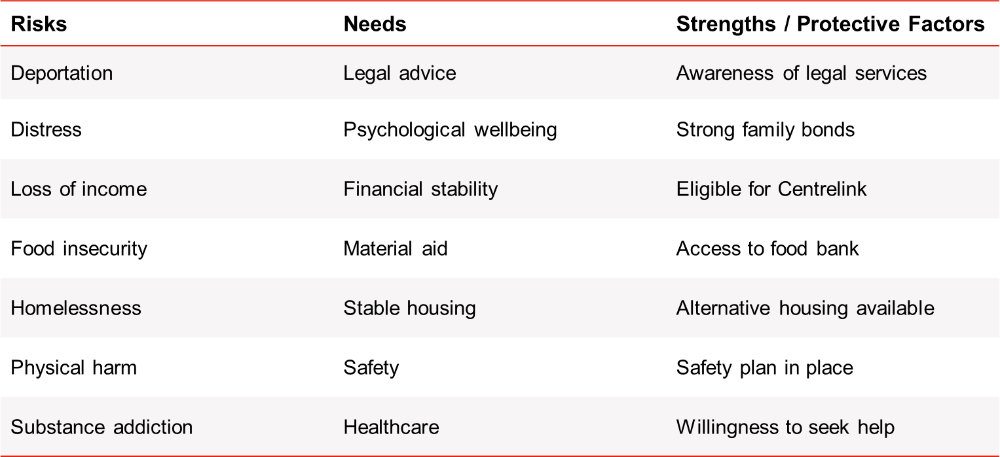 Risks Needs Strengths / Protective Factors
Deportation Legal advice Awareness of legal services
Distress Psychological wellbeing Strong family bonds
Loss of income Financial stability Eligible for Centrelink
Food insecurity Material aid Access to food bank
Homelessness Stable housing Alternative housing available
Physical harm Safety Safety plan in place
Substance addiction Healthcare Willingness to seek help